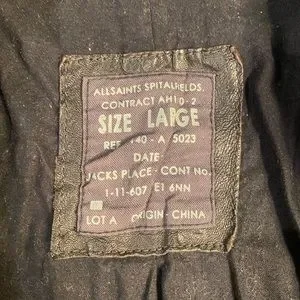 ALLSAINTS SPITALFIELDS.
CONTRACT AH10-2
SIZE LARGE
REF 140 - A 5023
DATE-
JACKS PLACE - CONT NO.
1-11-607 E1 6NN
LOT A ORIGIN - CHINA